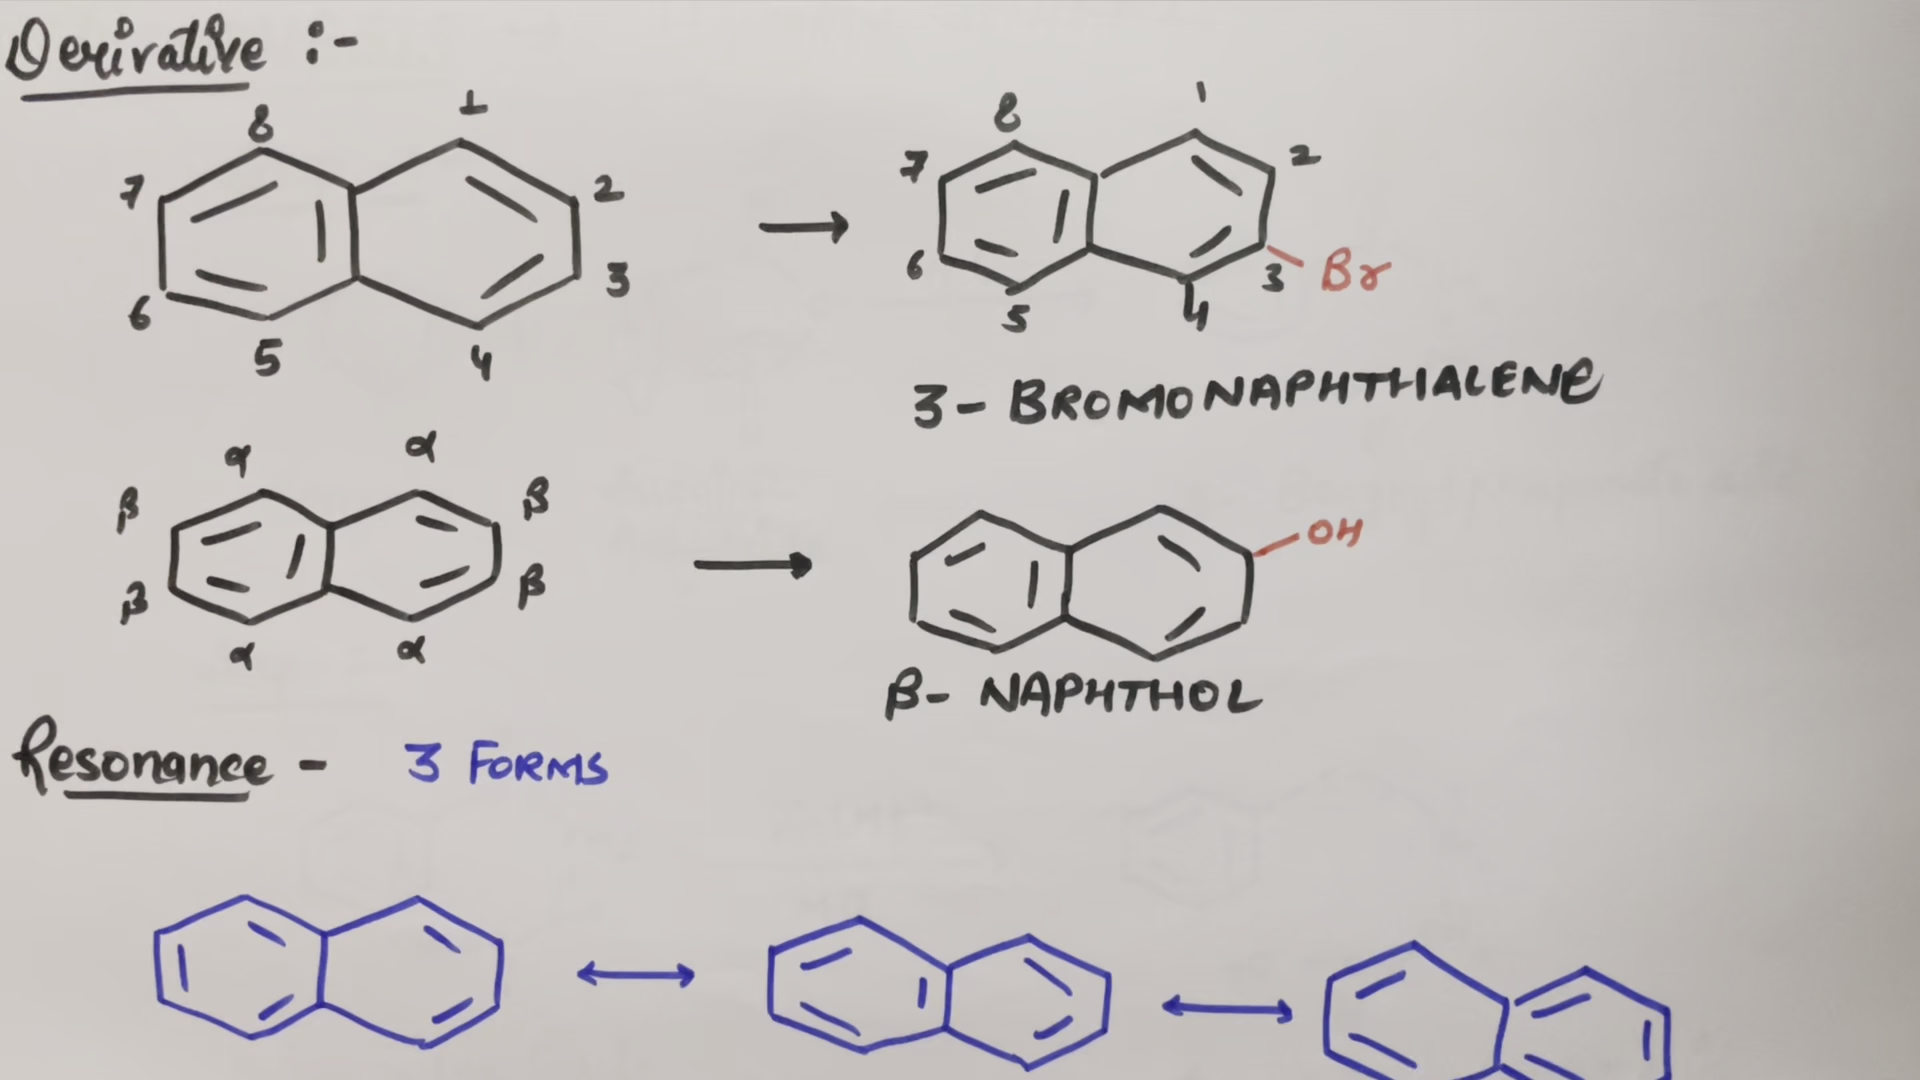 Derivative :-
8 1
7 2
6 3
5 4
8 1
7 2
6 3 Br
5 4
3- BROMONAPHTHALENE
α α
β β
β β
α α
OH
β- NAPHTHOL
Resonance - 3 FORMS